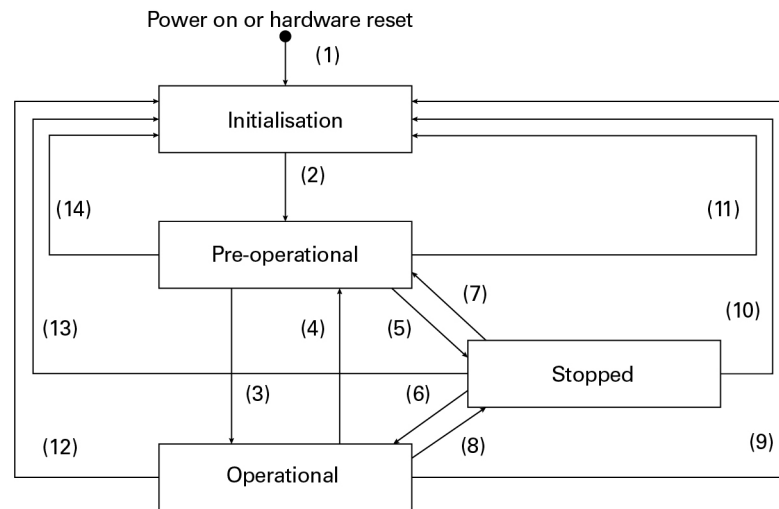 Power on or hardware reset
(1)
Initialisation
(2)
(14)
(11)
Pre-operational
(7)
(13)
(4)
(5)
(10)
Stopped
(3)
(6)
(12)
(8)
(9)
Operational